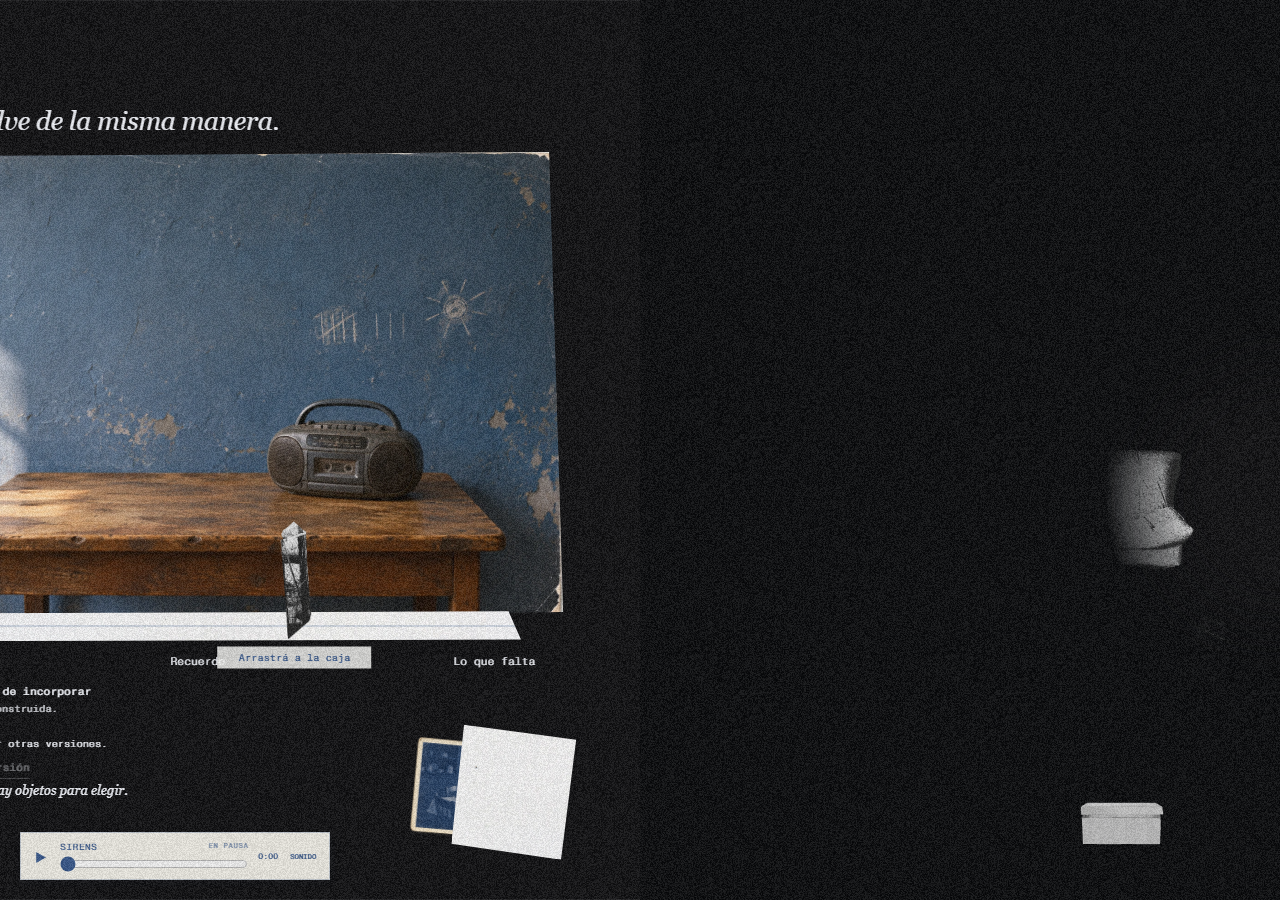 lve de la misma manera.
Recuerd
Arrastrá a la caja
Lo que falta
de incorporar
onstruida.
r otras versiones.
rsión
ay objetos para elegir.
SIRENS
EN PAUSA
0:00
SONIDO